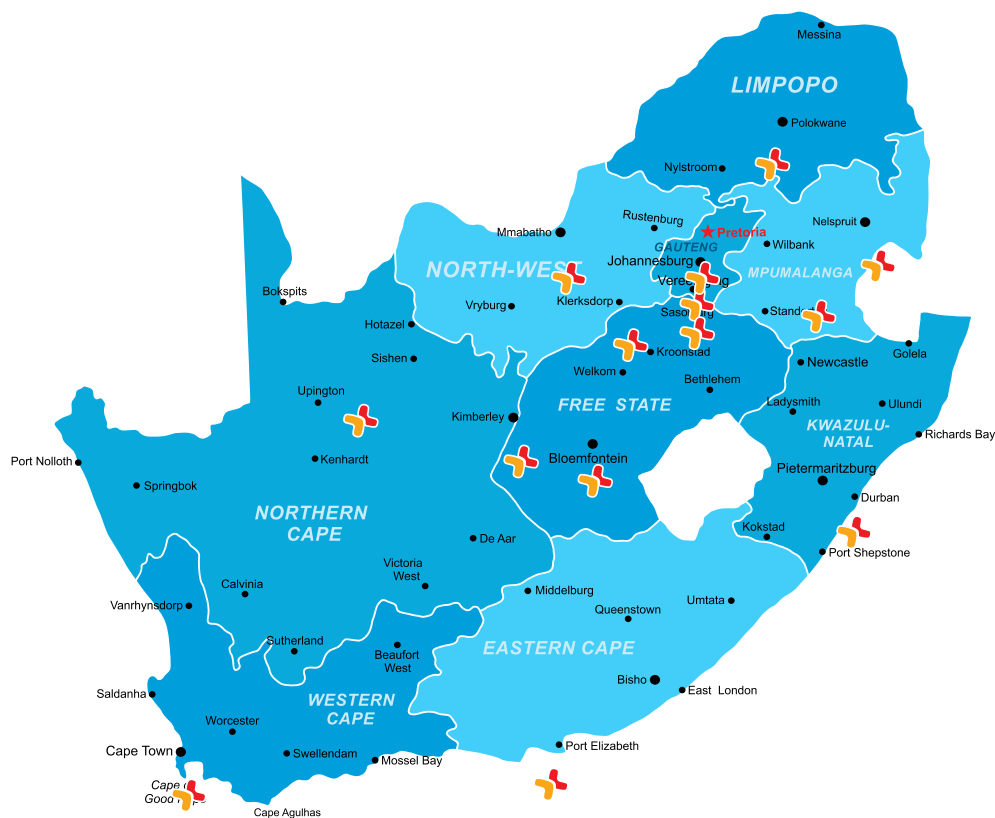 Messina
LIMPOPO
Polokwane
Nylstroom
Rustenburg
Nelspruit
Mmabatho
Pretoria
GAUTENG
Wilbank
Johannesburg
NORTH-WEST
MPUMALANGA
Bokspits
Vryburg
Klerksdorp
Hotazel
Sishen
Kroonstad
Golela
Newcastle
Welkom
Bethlehem
Upington
FREE STATE
Ladysmith
Ulundi
Kimberley
KWAZULU-
NATAL
Richards Bay
Port Nolloth
Kenhardt
Bloemfontein
Pietermaritzburg
Springbok
Durban
NORTHERN
CAPE
De Aar
Kokstad
Port Shepstone
Victoria
West
Calvinia
Middelburg
Umtata
Vanrhynsdorp
Queenstown
Sutherland
EASTERN CAPE
Beaufort
West
Bisho
Saldanha
East London
WESTERN
CAPE
Worcester
Cape Town
Swellendam
Mossel Bay
Port Elizabeth
Cape
Good
Cape Agulhas